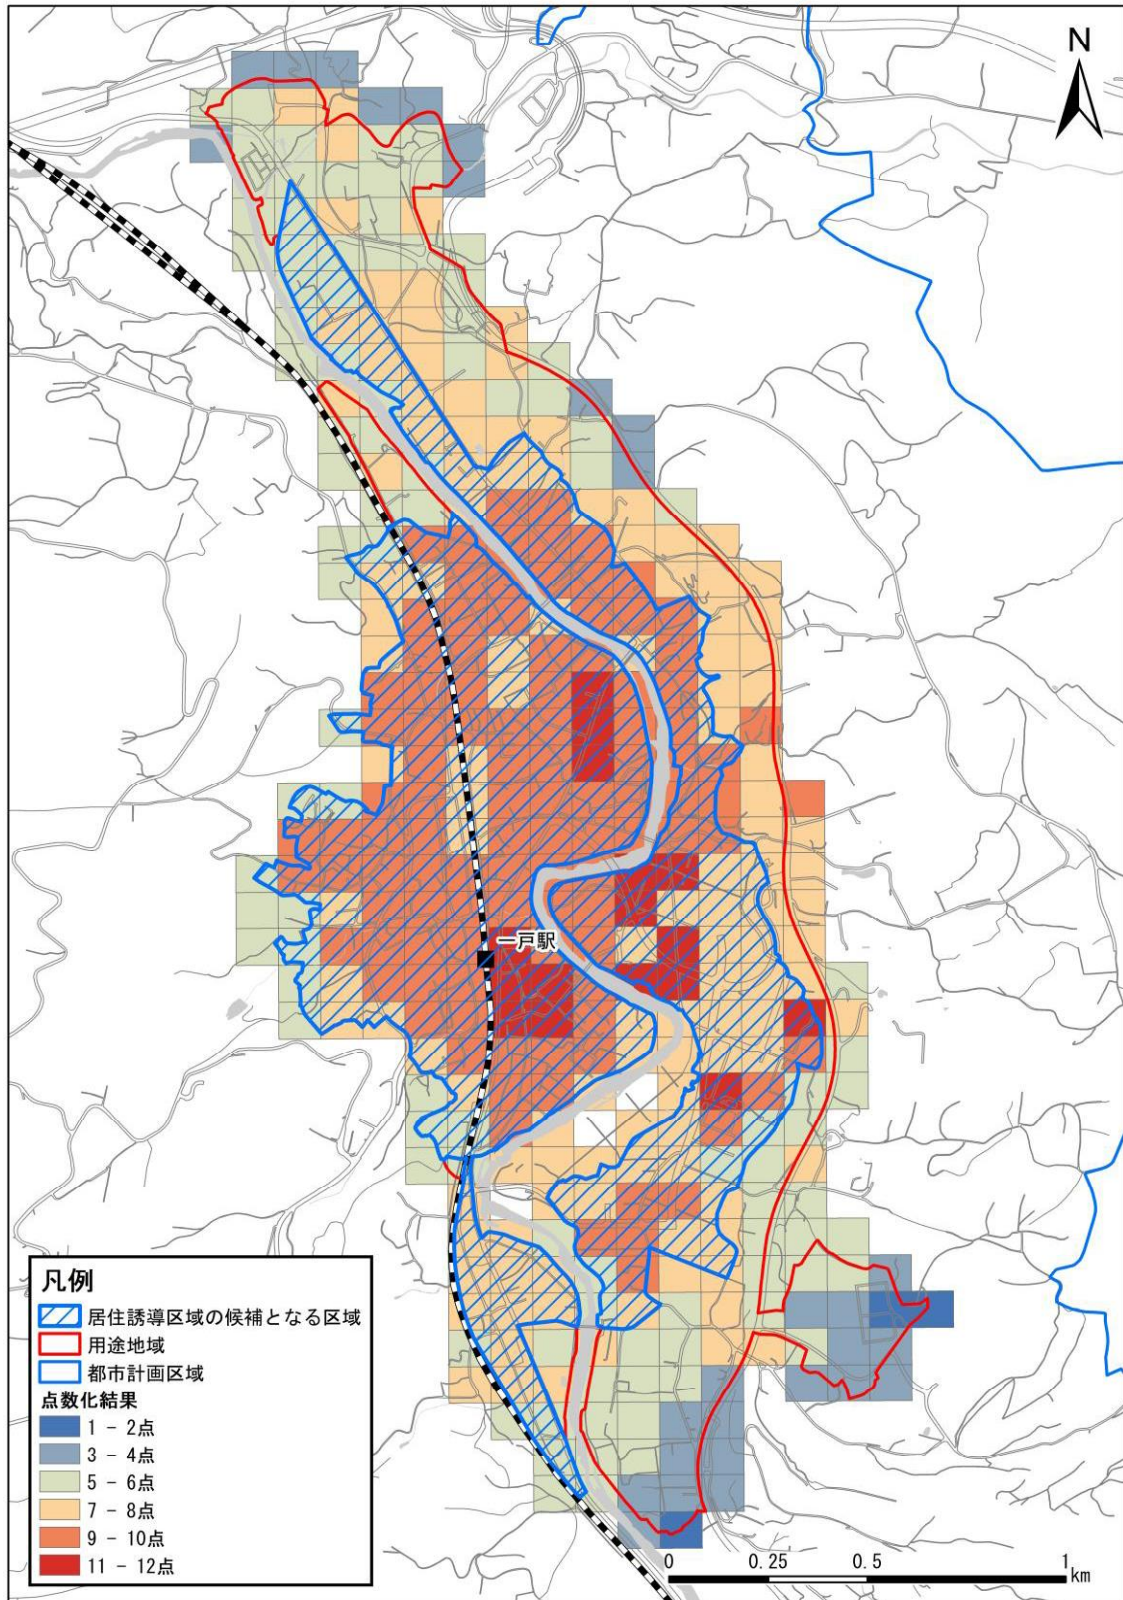 N
一戸駅
凡例
居住誘導区域の候補となる区域
用途地域
都市計画区域
点数化結果
1 - 2点
3 - 4点
5 - 6点
7 - 8点
9 - 10点
11 - 12点
0 0.25 0.5 1
km